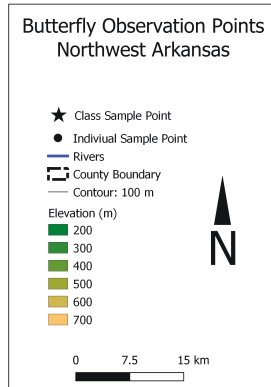 Butterfly Observation Points
Northwest Arkansas
Class Sample Point
Indiviual Sample Point
Rivers
County Boundary
Contour: 100 m
Elevation (m)
200
300
400
500
600
700
N
0 7.5 15 km